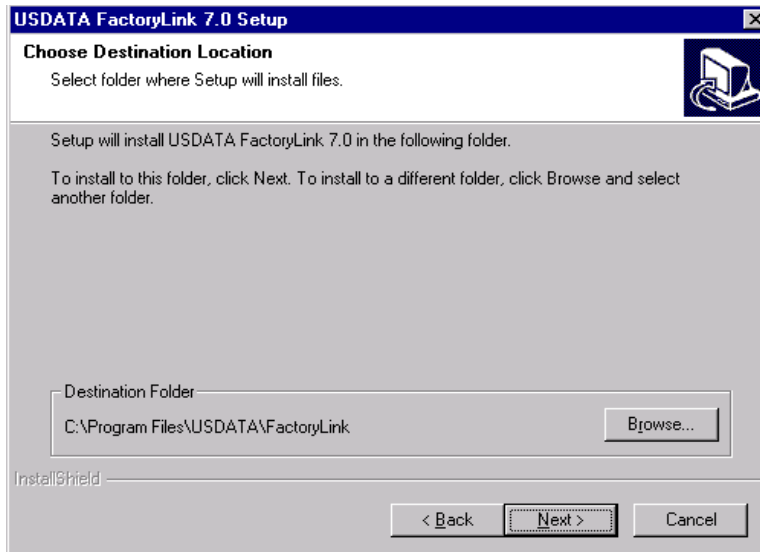 USDATA FactoryLink 7.0 Setup
Choose Destination Location
Select folder where Setup will install files.
Setup will install USDATA FactoryLink 7.0 in the following folder.
To install to this folder, click Next. To install to a different folder, click Browse and select
another folder.
Destination Folder
C:\Program Files\USDATA\FactoryLink
Browse...
InstallShield
< Back
Next >
Cancel